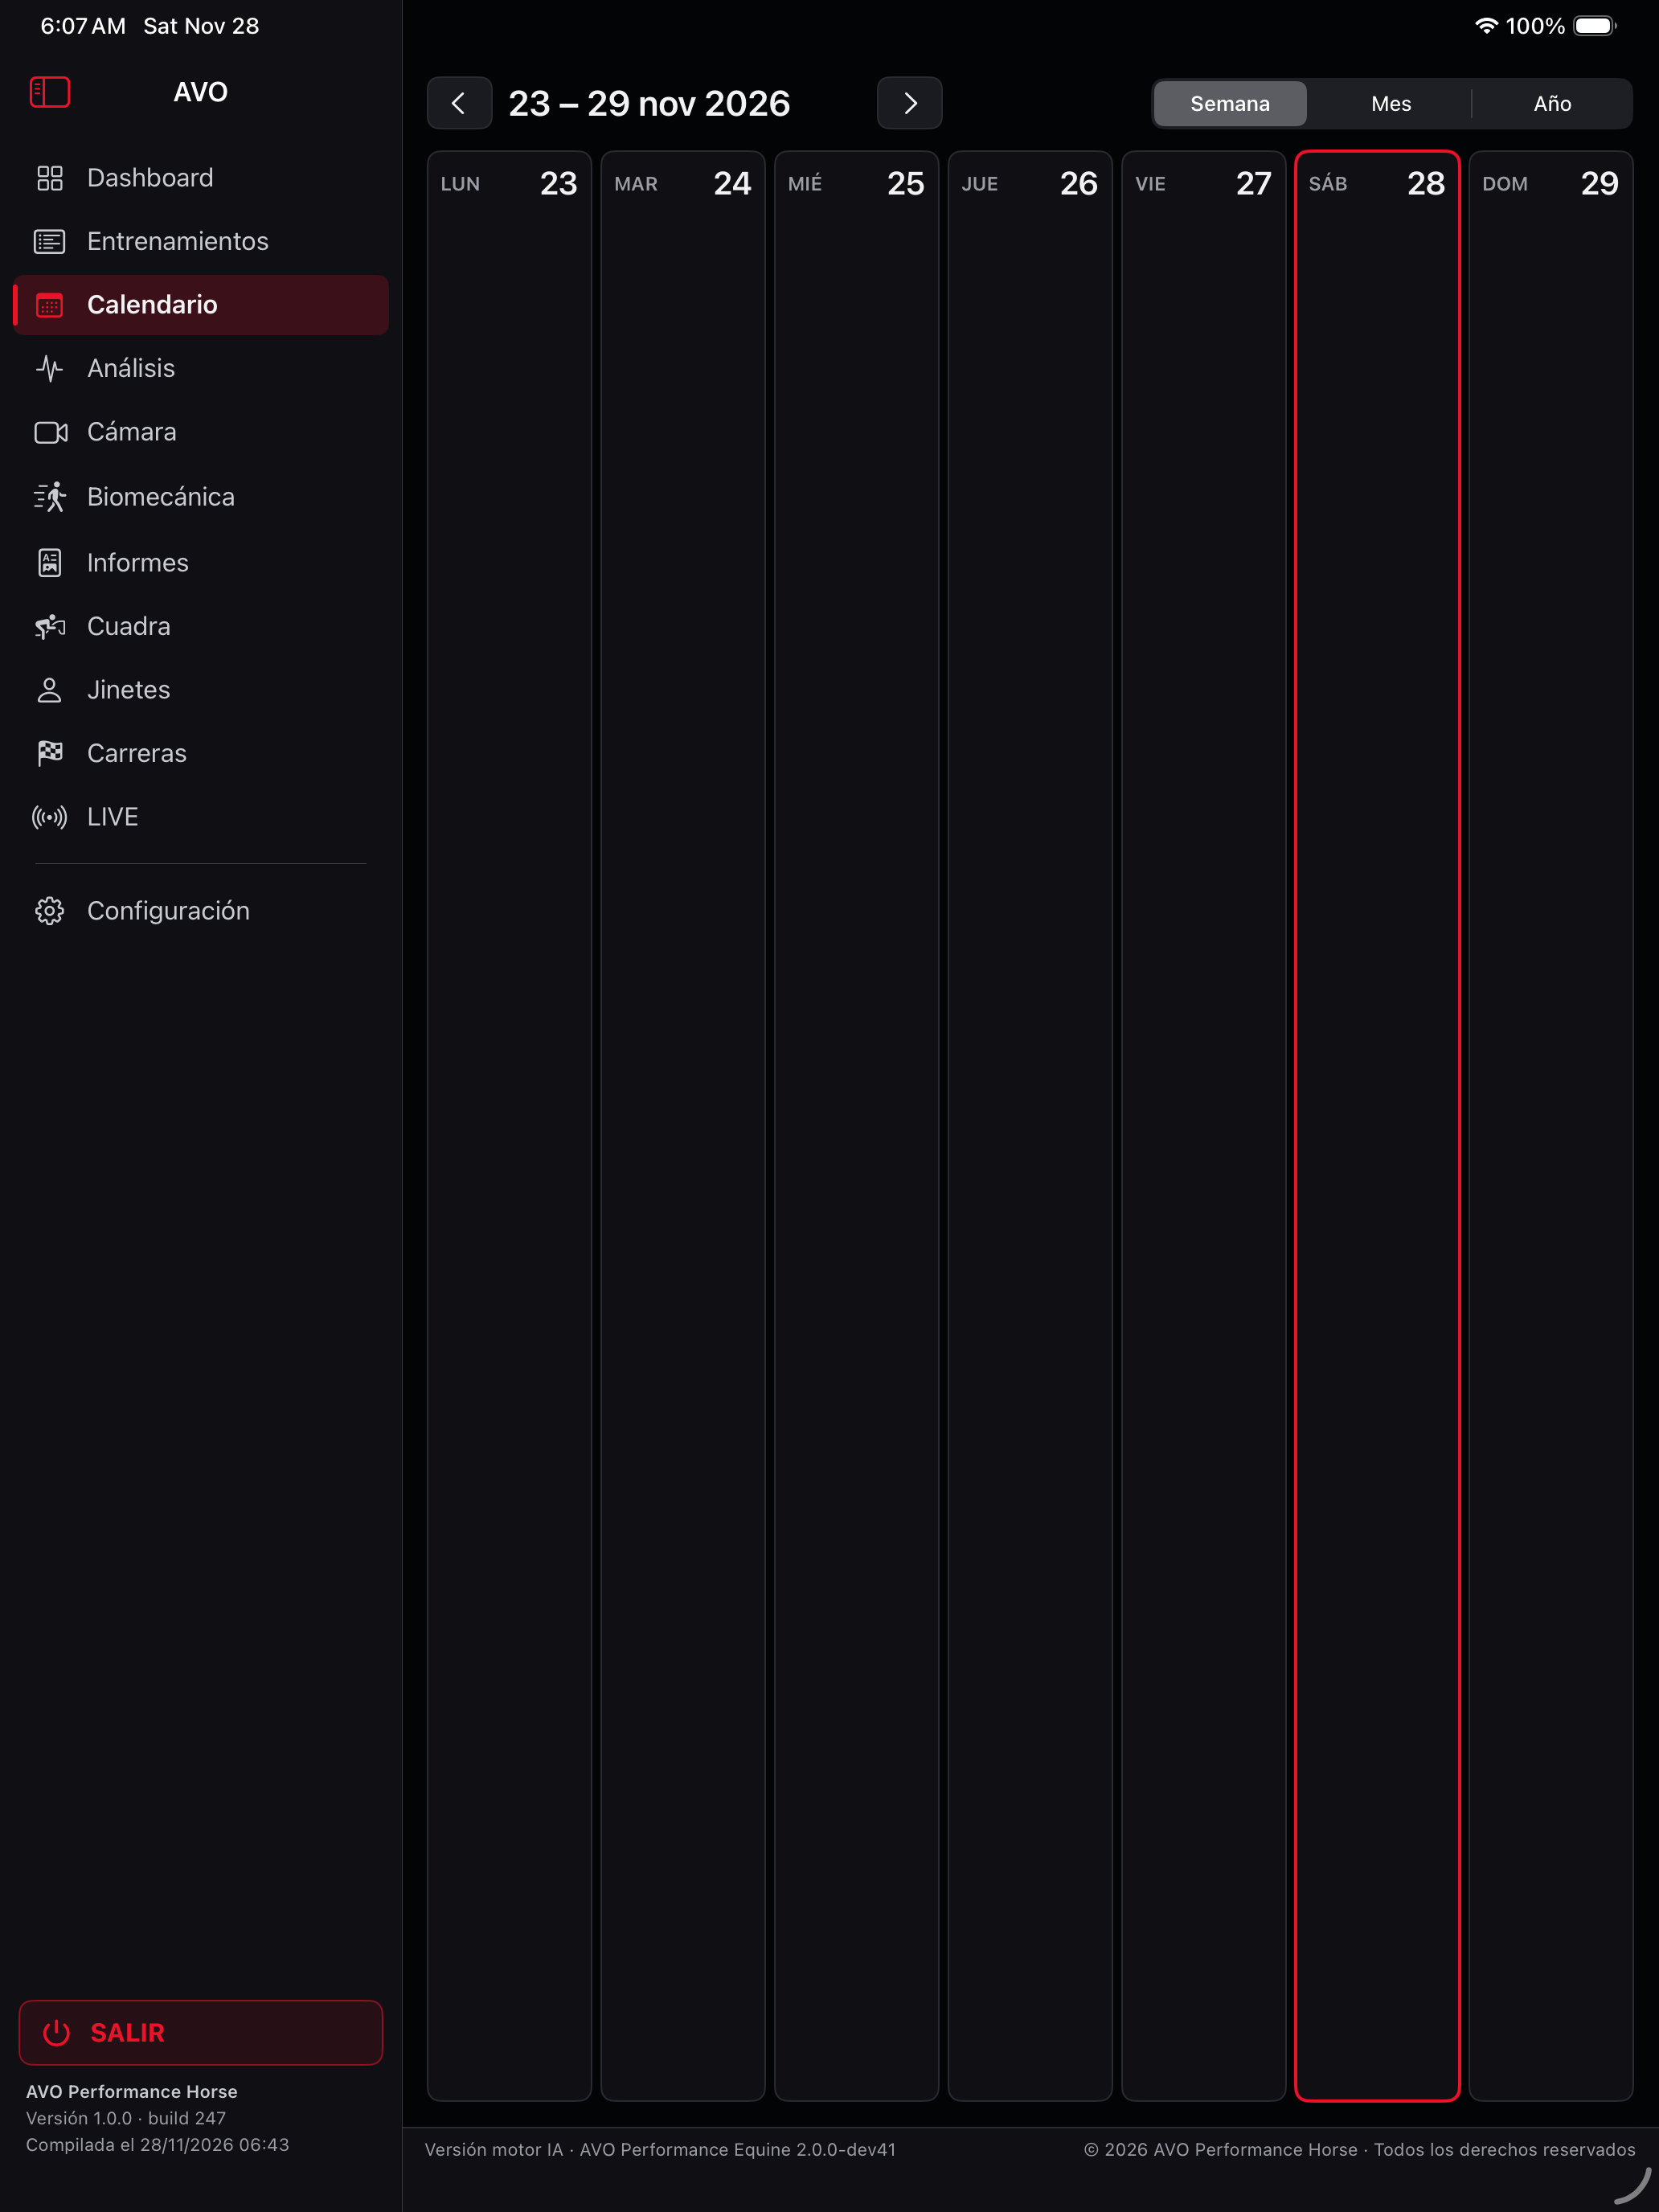 6:07 AM Sat Nov 28
100%
AVO
Dashboard
Entrenamientos
Calendario
Análisis
Cámara
Biomecánica
Informes
Cuadra
Jinetes
Carreras
LIVE
Configuración
SALIR
AVO Performance Horse
Versión 1.0.0 · build 247
Compilada el 28/11/2026 06:43
23 – 29 nov 2026
Semana Mes Año
LUN 23 MAR 24 MIÉ 25 JUE 26 VIE 27 SÁB 28 DOM 29
Versión motor IA · AVO Performance Equine 2.0.0-dev41
© 2026 AVO Performance Horse · Todos los derechos reservados